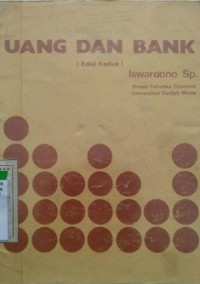 UANG DAN BANK
( Edisi Kedua )
Iswardono Sp.
Dosen Fakultas Ekonomi
Universitas Gadjah Mada